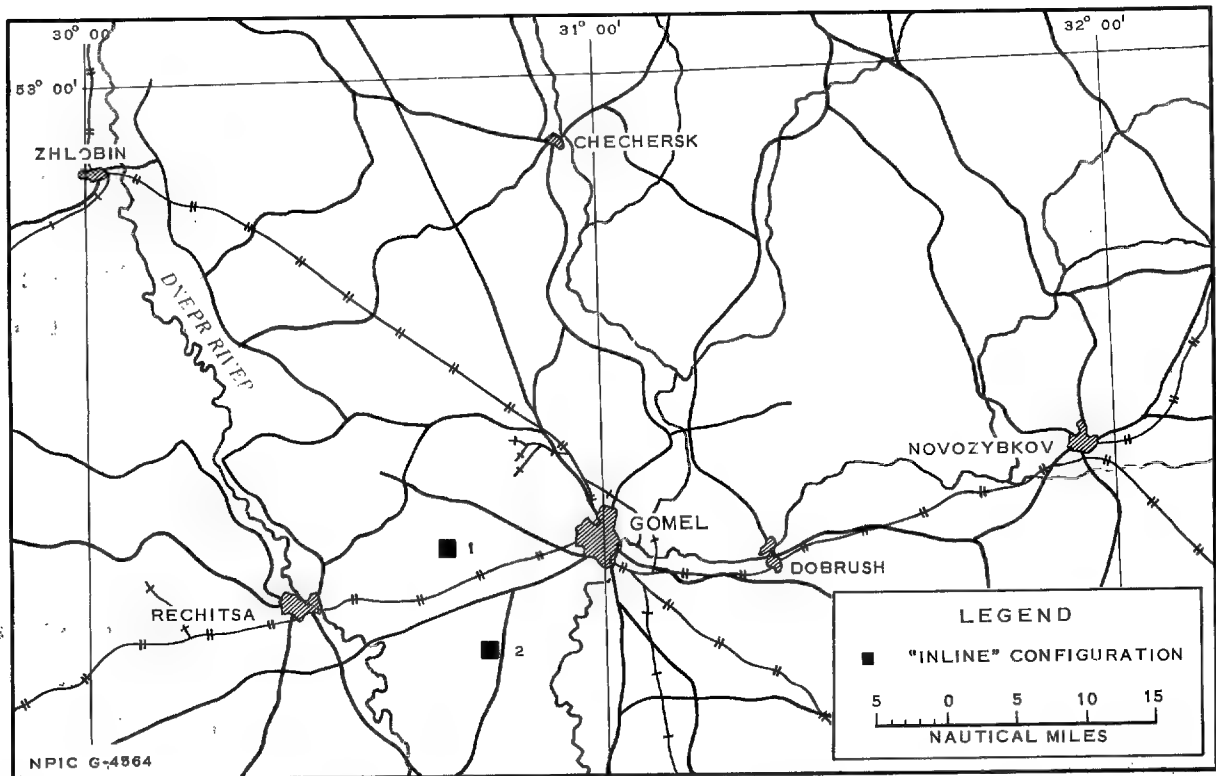 30° 00'
31° 00'
32° 00'
53° 00'
ZHLOBIN
CHECHERSK
DNEPR RIVER
NOVOZYBKOV
GOMEL
1
DOBRUSH
RECHITSA
2
LEGEND
"INLINE" CONFIGURATION
5 0 5 10 15
NAUTICAL MILES
NPIC G-4564